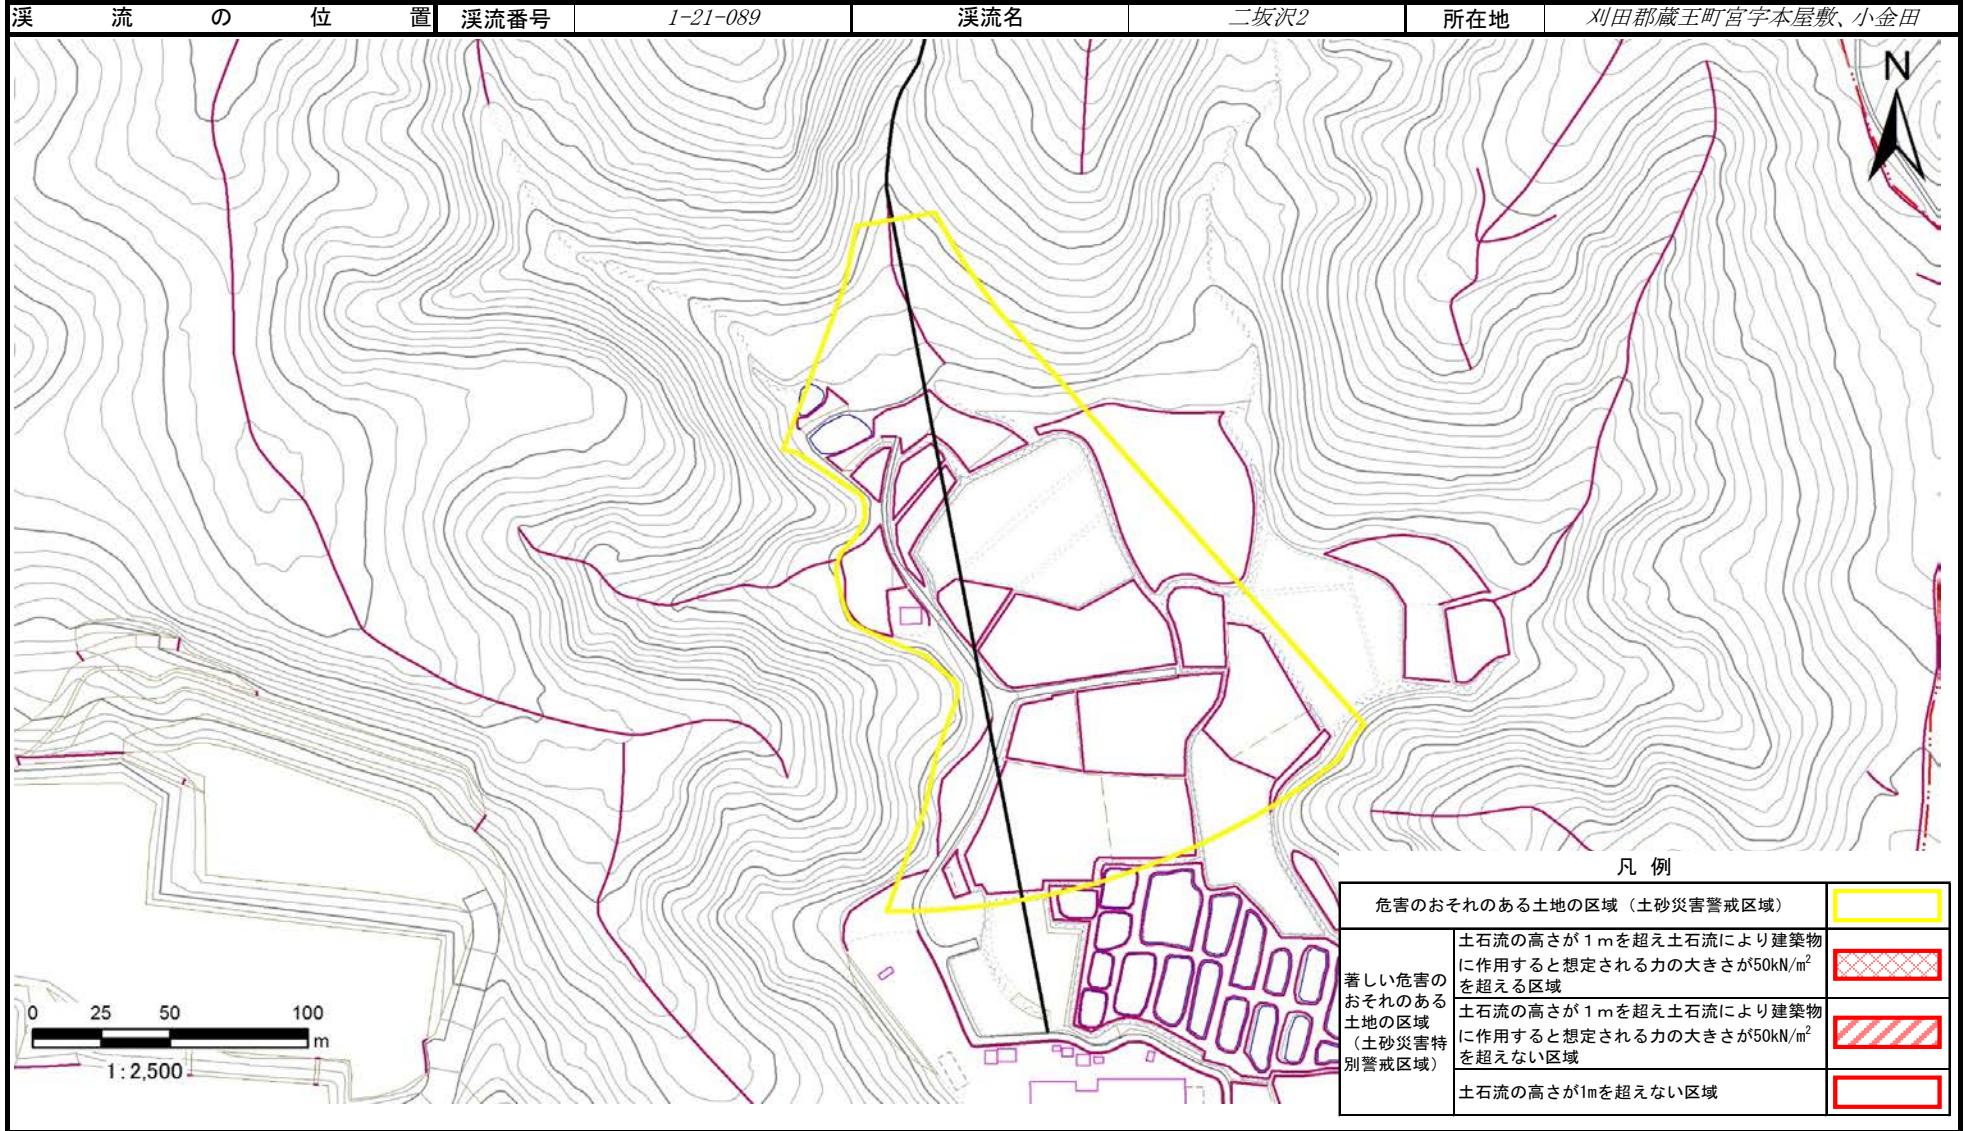 渓流の位置 渓流番号 1-21-089 渓流名 二坂沢2 所在地 刈田郡蔵王町宮字本屋敷、小金田
N
凡 例
危害のおそれのある土地の区域（土砂災害警戒区域）
著しい危害の
おそれのある
土地の区域
（土砂災害特
別警戒区域）
土石流の高さが１ｍを超え土石流により建築物
に作用すると想定される力の大きさが50kN/m²
を超える区域
土石流の高さが１ｍを超え土石流により建築物
に作用すると想定される力の大きさが50kN/m²
を超えない区域
土石流の高さが1mを超えない区域
0 25 50 100
m
1:2,500